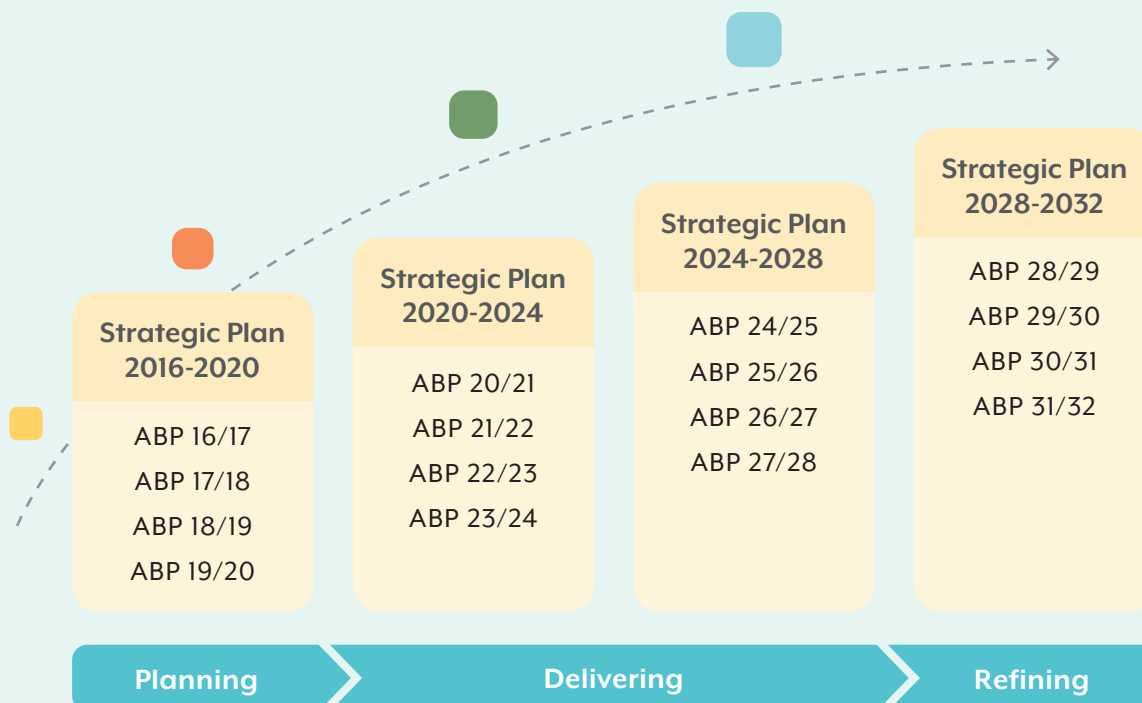 Strategic Plan
2016-2020
ABP 16/17
ABP 17/18
ABP 18/19
ABP 19/20
Strategic Plan
2020-2024
ABP 20/21
ABP 21/22
ABP 22/23
ABP 23/24
Strategic Plan
2024-2028
ABP 24/25
ABP 25/26
ABP 26/27
ABP 27/28
Strategic Plan
2028-2032
ABP 28/29
ABP 29/30
ABP 30/31
ABP 31/32
Planning
Delivering
Refining